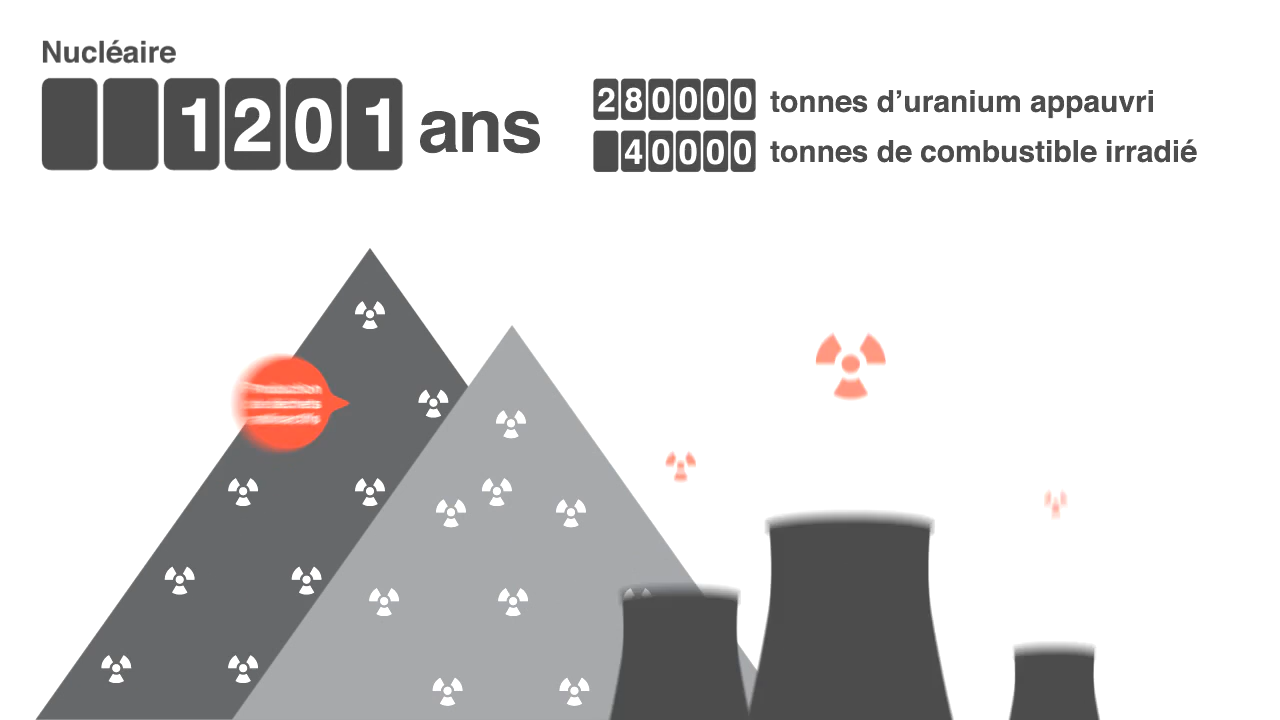 Nucléaire
1201 ans
280000 tonnes d’uranium appauvri
40000 tonnes de combustible irradié